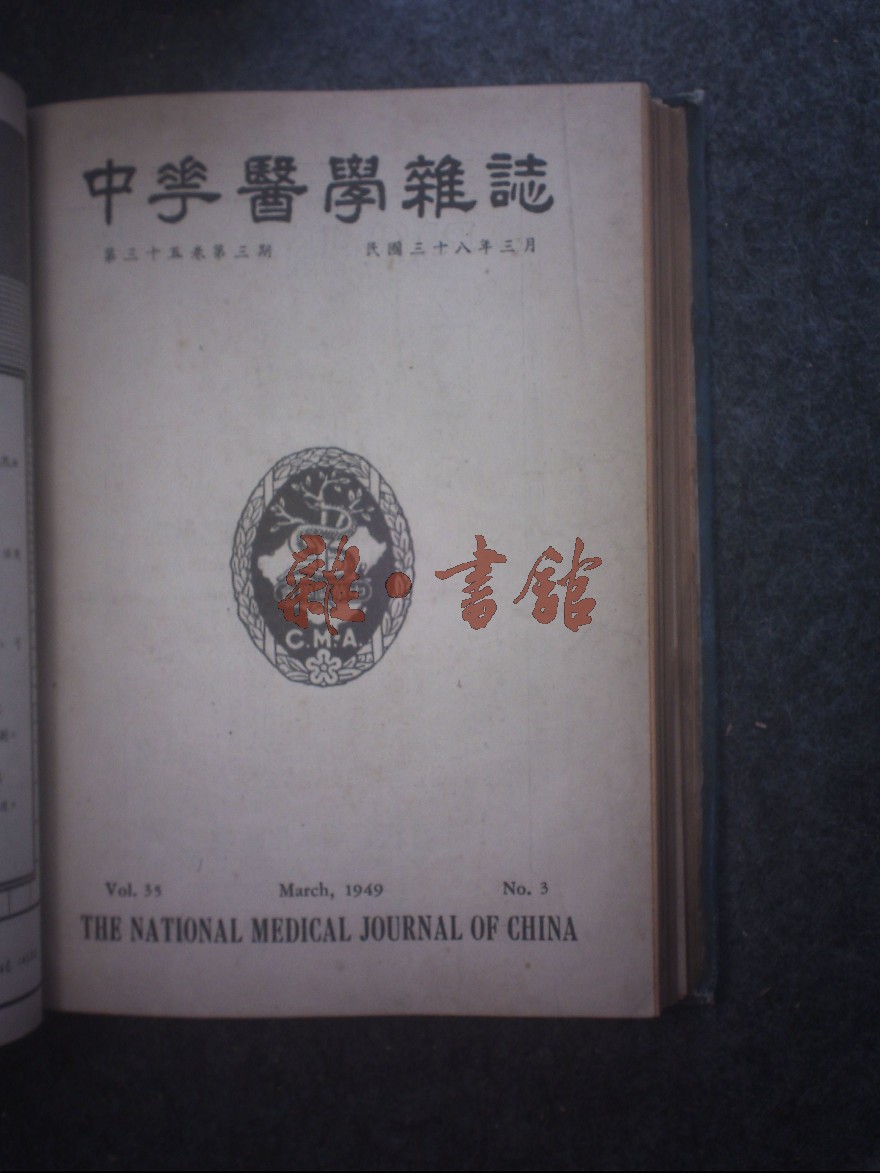 中華醫學雜誌
第三十五卷第三期 民國三十八年三月
雜·書館
C.M.A.
Vol. 35 March, 1949 No. 3
THE NATIONAL MEDICAL JOURNAL OF CHINA